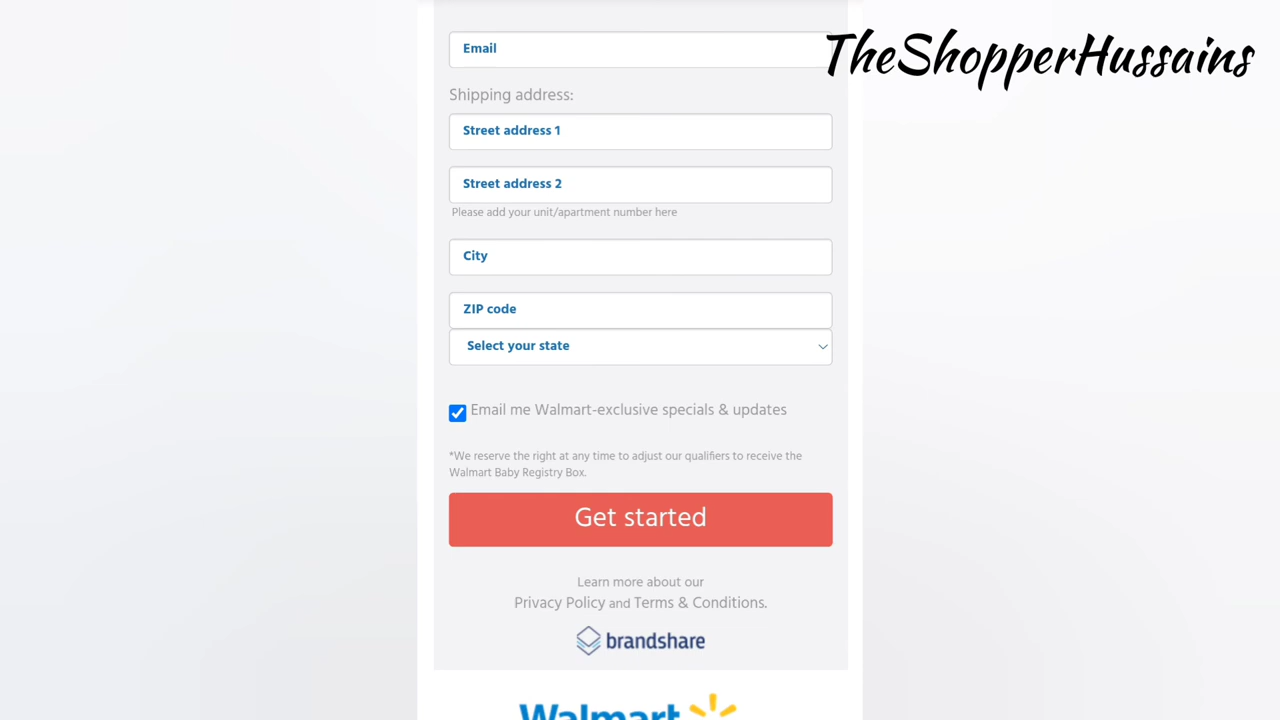 TheShopperHussains
Email
Shipping address:
Street address 1
Street address 2
Please add your unit/apartment number here
City
ZIP code
Select your state
Email me Walmart-exclusive specials & updates
*We reserve the right at any time to adjust our qualifiers to receive the
Walmart Baby Registry Box.
Get started
Learn more about our
Privacy Policy and Terms & Conditions.
brandshare
Walmart